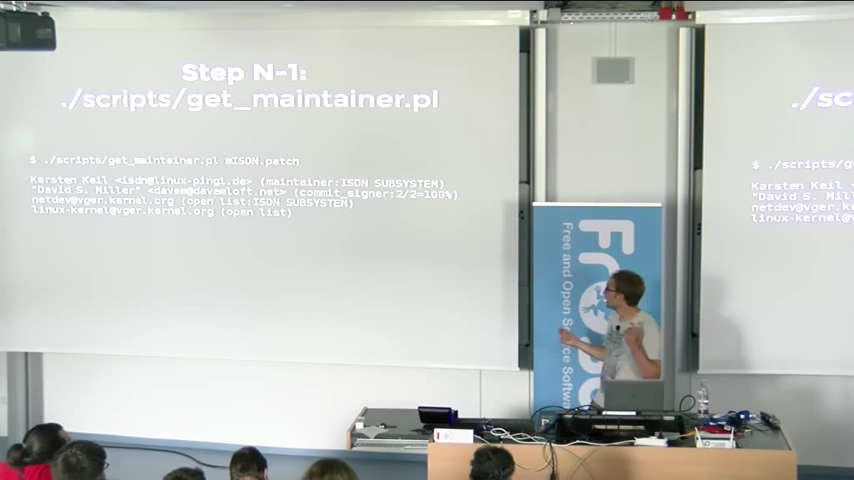 Step N-1:
./scripts/get_maintainer.pl
$ ./scripts/get_maintainer.pl mISDN.patch
Karsten Keil <isdn@linux-pingi.de> (maintainer:ISDN SUBSYSTEM)
"David S. Miller" <davem@davemloft.net> (commit_signer:2/2=100%)
netdev@vger.kernel.org (open list:ISDN SUBSYSTEM)
linux-kernel@vger.kernel.org (open list)
./sc
$ ./scripts/ge
Karsten Keil <
"David S. Mill
netdev@vger.ke
linux-kernel@v
Free and Open Source Softwa